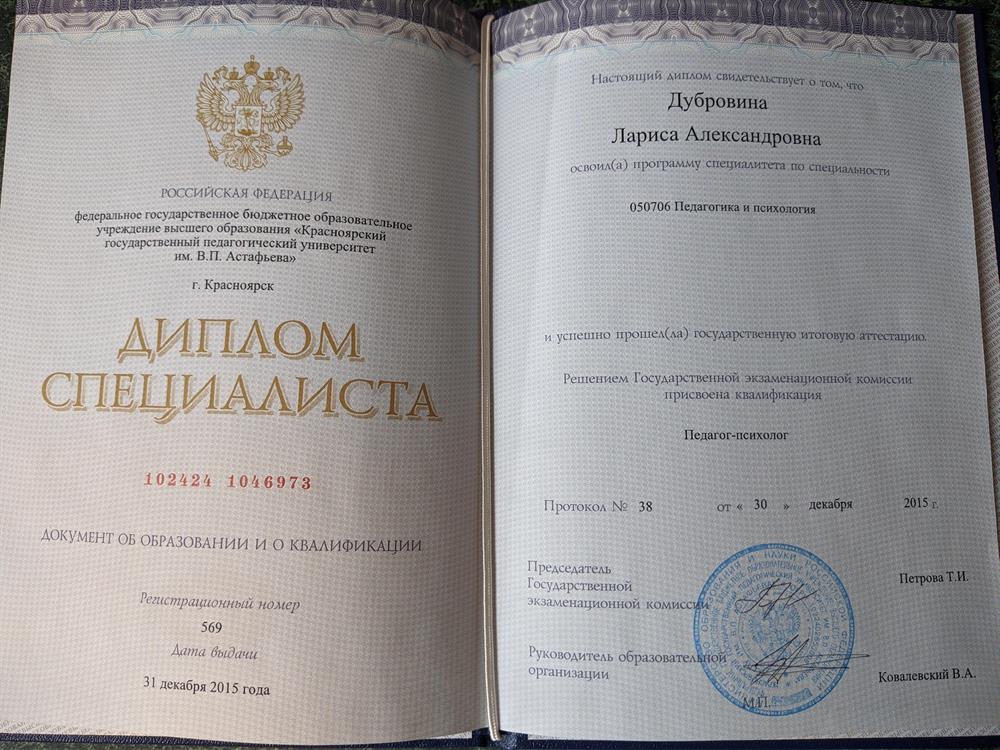 РОССИЙСКАЯ ФЕДЕРАЦИЯ
федеральное государственное бюджетное образовательное
учреждение высшего образования «Красноярский
государственный педагогический университет
им. В.П. Астафьева»
г. Красноярск
ДИПЛОМ
СПЕЦИАЛИСТА
102424 1046973
ДОКУМЕНТ ОБ ОБРАЗОВАНИИ И О КВАЛИФИКАЦИИ
Регистрационный номер
569
Дата выдачи
31 декабря 2015 года
Настоящий диплом свидетельствует о том, что
Дубровина
Лариса Александровна
освоил(а) программу специалитета по специальности
050706 Педагогика и психология
и успешно прошел(ла) государственную итоговую аттестацию.
Решением Государственной экзаменационной комиссии
присвоена квалификация
Педагог-психолог
Протокол № 38 от « 30 » декабря 2015 г.
Председатель
Государственной
экзаменационной комиссии
Петрова Т.И.
Руководитель образовательной
организации
Ковалевский В.А.
М.П.